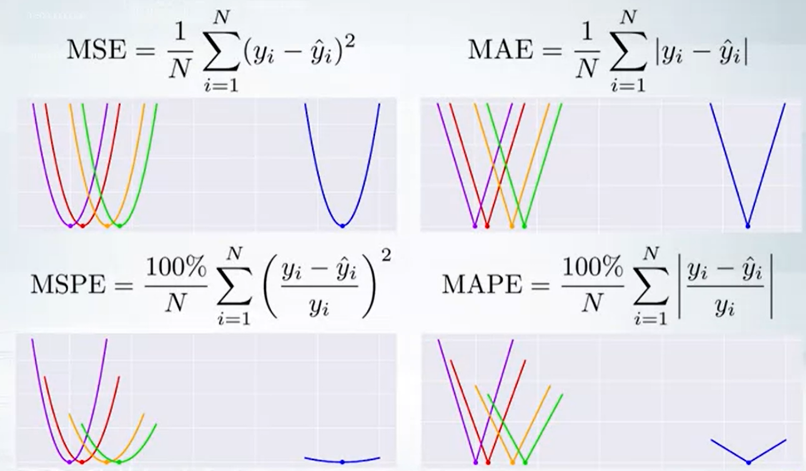 MSE = \frac{1}{N} \sum_{i=1}^{N} (y_i - \hat{y}_i)^2
MAE = \frac{1}{N} \sum_{i=1}^{N} |y_i - \hat{y}_i|
MSPE = \frac{100\%}{N} \sum_{i=1}^{N} \left( \frac{y_i - \hat{y}_i}{y_i} \right)^2
MAPE = \frac{100\%}{N} \sum_{i=1}^{N} \left| \frac{y_i - \hat{y}_i}{y_i} \right|